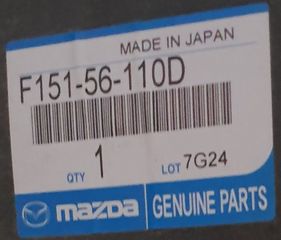 MADE IN JAPAN
F151-56-110D
QTY 1 LOT 7G24
mazda GENUINE PARTS